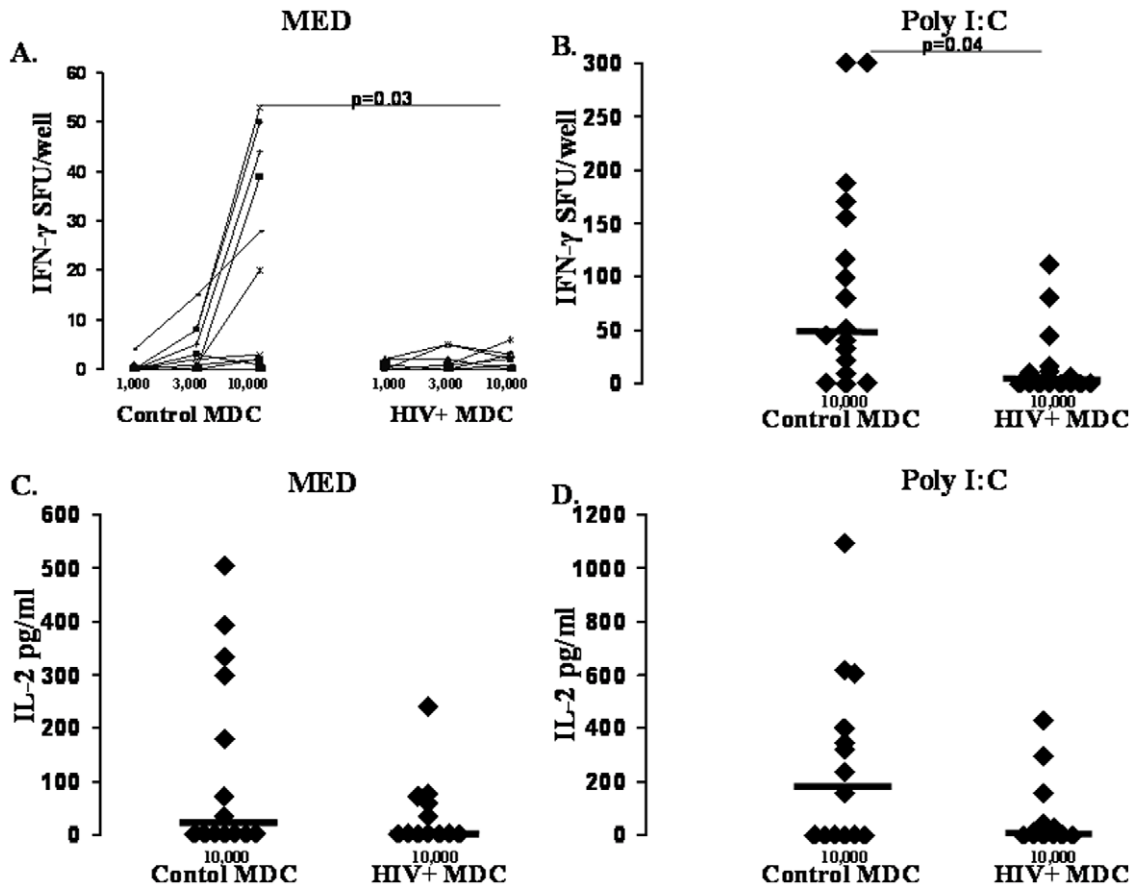 MED
A.
IFN-γ SFU/well
60
50
40
30
20
10
0
p=0.03
1,000 3,000 10,000 1,000 3,000 10,000
Control MDC HIV+ MDC
Poly I:C
B.
p=0.04
IFN-γ SFU/well
300
250
200
150
100
50
0
10,000 10,000
Control MDC HIV+ MDC
MED
C.
IL-2 pg/ml
600
500
400
300
200
100
0
10,000 10,000
Contol MDC HIV+ MDC
Poly I:C
D.
IL-2 pg/ml
1200
1000
800
600
400
200
0
10,000 10,000
Control MDC HIV+ MDC